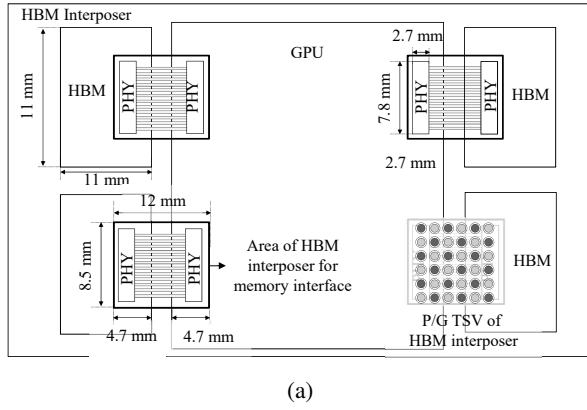 HBM Interposer
GPU
2.7 mm
11 mm
HBM
PHY
PHY
PHY
PHY
7.8 mm
HBM
2.7 mm
11 mm
12 mm
8.5 mm
PHY
PHY
Area of HBM
interposer for
memory interface
HBM
4.7 mm
4.7 mm
P/G TSV of
HBM interposer
(a)